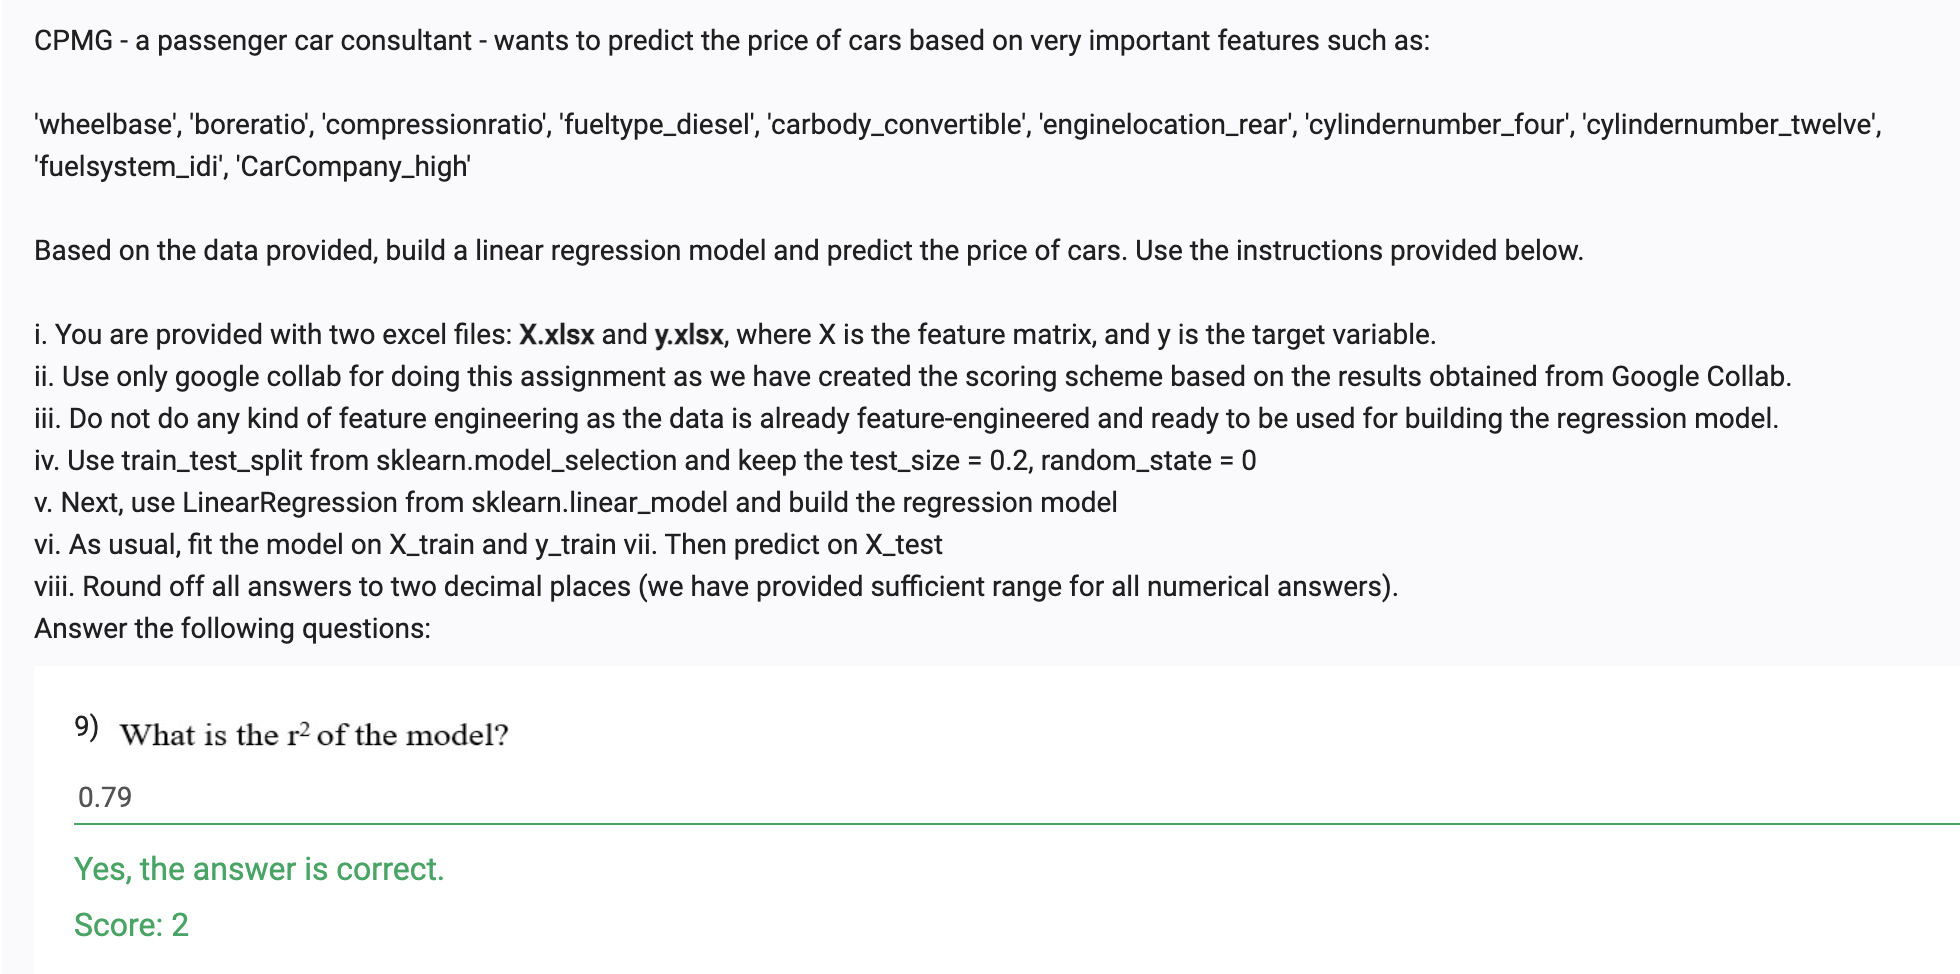 CPMG - a passenger car consultant - wants to predict the price of cars based on very important features such as:
'wheelbase', 'boreratio', 'compressionratio', 'fueltype_diesel', 'carbody_convertible', 'enginelocation_rear', 'cylindernumber_four', 'cylindernumber_twelve',
'fuelsystem_idi', 'CarCompany_high'
Based on the data provided, build a linear regression model and predict the price of cars. Use the instructions provided below.
i. You are provided with two excel files: X.xlsx and y.xlsx, where X is the feature matrix, and y is the target variable.
ii. Use only google collab for doing this assignment as we have created the scoring scheme based on the results obtained from Google Collab.
iii. Do not do any kind of feature engineering as the data is already feature-engineered and ready to be used for building the regression model.
iv. Use train_test_split from sklearn.model_selection and keep the test_size = 0.2, random_state = 0
v. Next, use LinearRegression from sklearn.linear_model and build the regression model
vi. As usual, fit the model on X_train and y_train vii. Then predict on X_test
viii. Round off all answers to two decimal places (we have provided sufficient range for all numerical answers).
Answer the following questions:
9) What is the r² of the model?
0.79
Yes, the answer is correct.
Score: 2